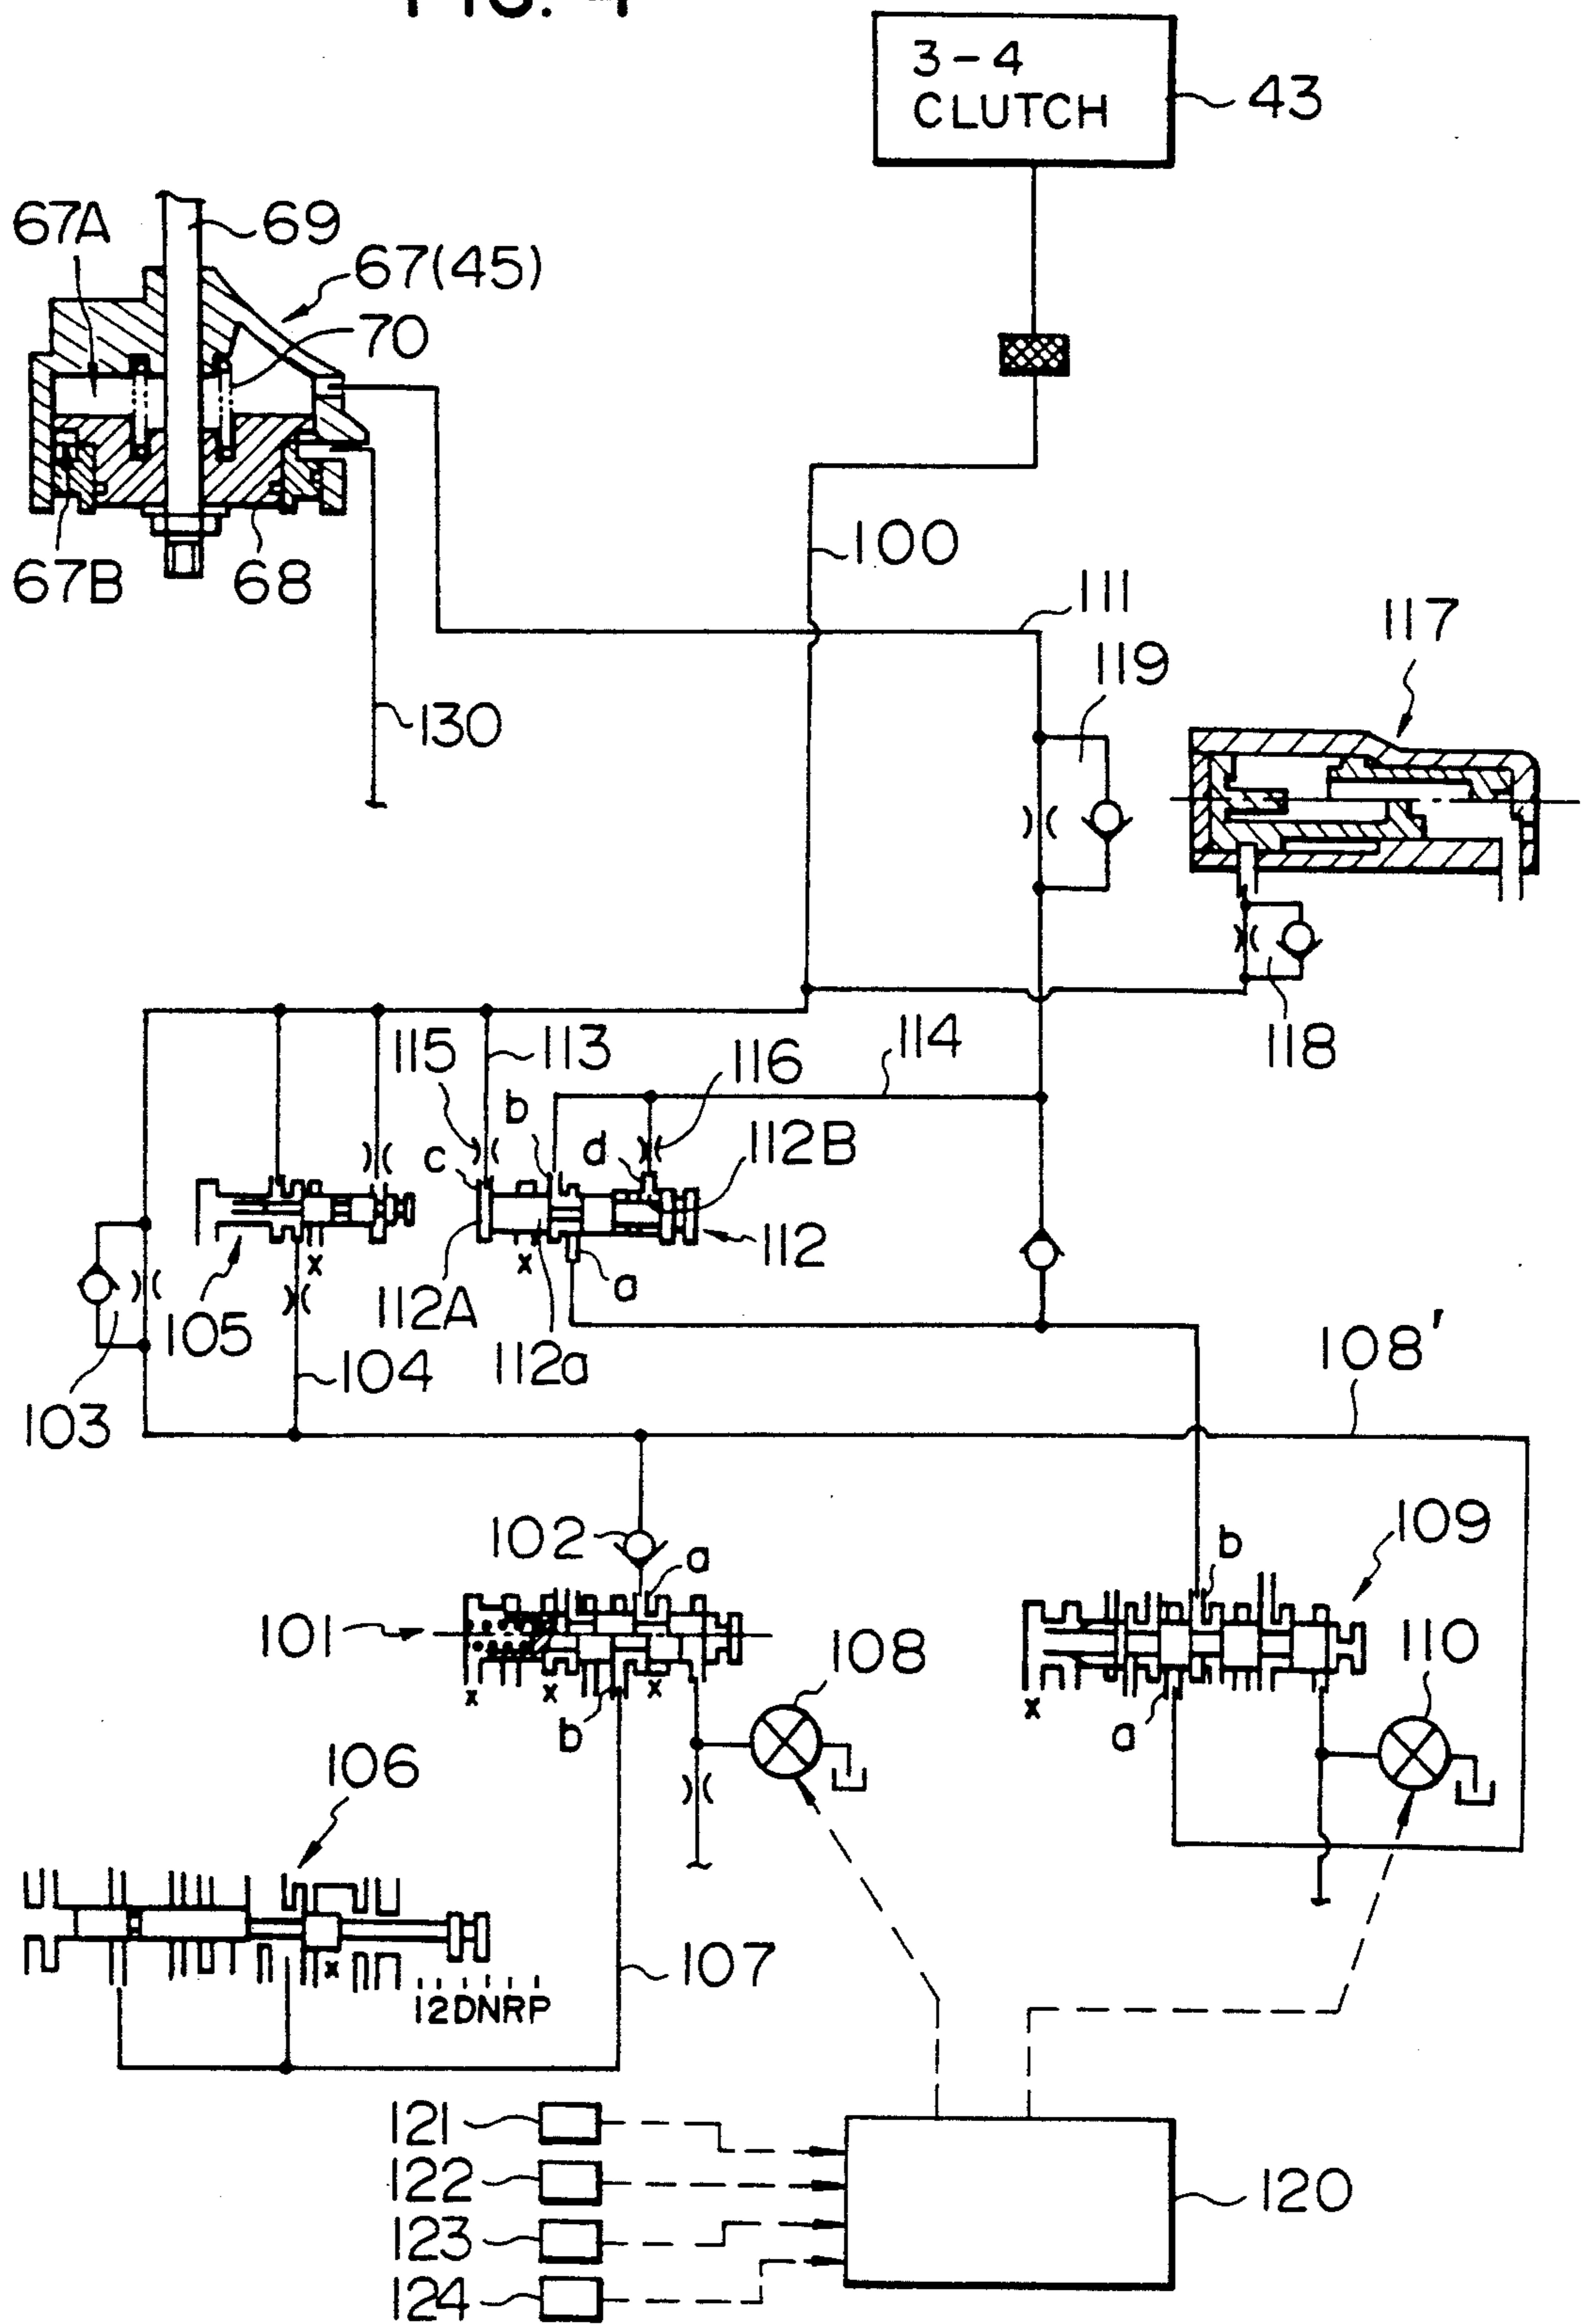 FIG. 4
3-4
CLUTCH
43
67A
69
67(45)
70
100
67B
68
111
117
119
130
118
115
113
114
116
b
c
d
112B
112
a
112A
105
112a
104
108'
103
102
a
109
b
101
108
110
b
a
106
107
12DNRP
121
122
120
123
124
x
x
x
x
x
x
x